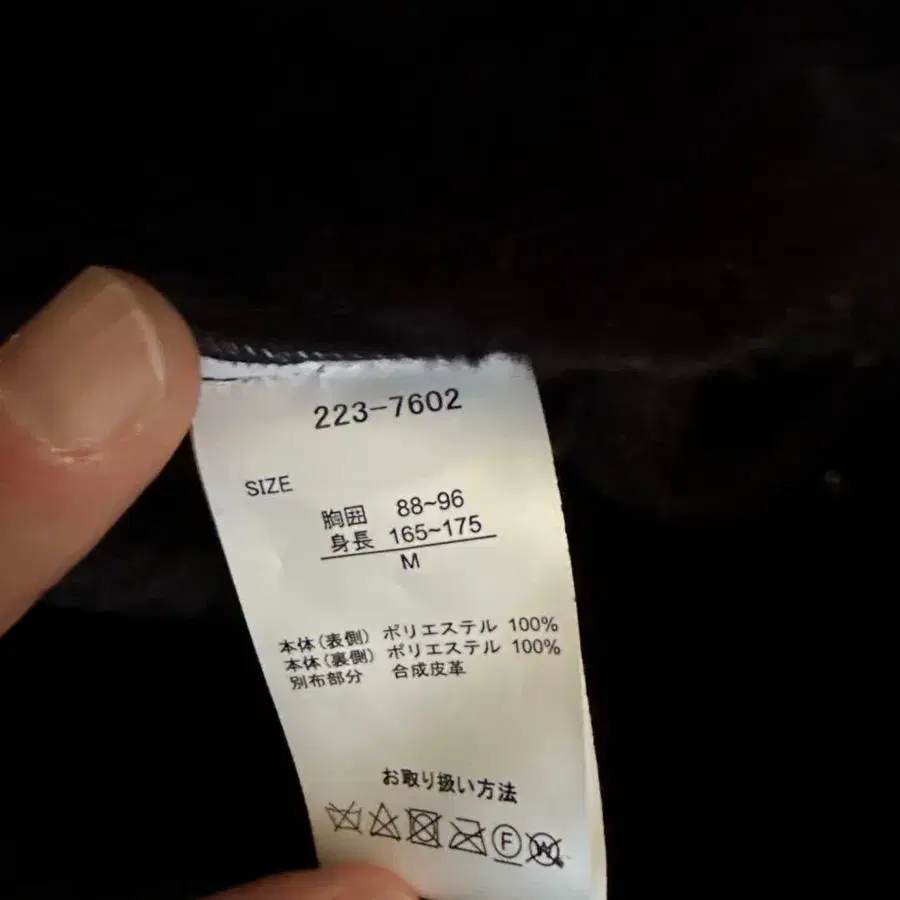 223-7602
SIZE
胸囲 88~96
身長 165~175
M
本体(表側) ポリエステル 100%
本体(裏側) ポリエステル 100%
別布部分 合成皮革
お取り扱い方法
F
W